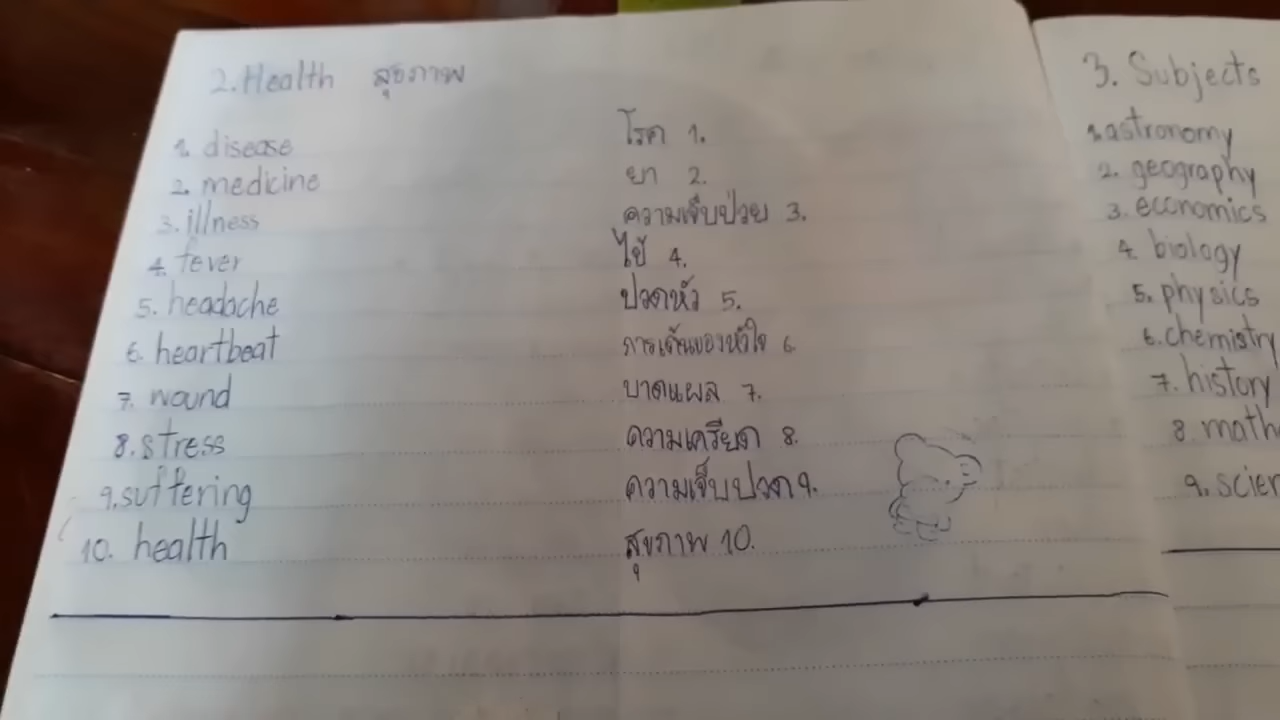 2. Health สุขภาพ
1. disease โรค 1.
2. medicine ยา 2.
3. illness ความเจ็บป่วย 3.
4. fever ไข้ 4.
5. headache ปวดหัว 5.
6. heartbeat การเต้นของหัวใจ 6
7. wound บาดแผล 7.
8. stress ความเครียด 8.
9. suffering ความเจ็บปวด 9.
10. health สุขภาพ 10.
3. Subjects
1. astronomy
2. geography
3. economics
4. biology
5. physics
6. chemistry
7. history
8 math
9. scien